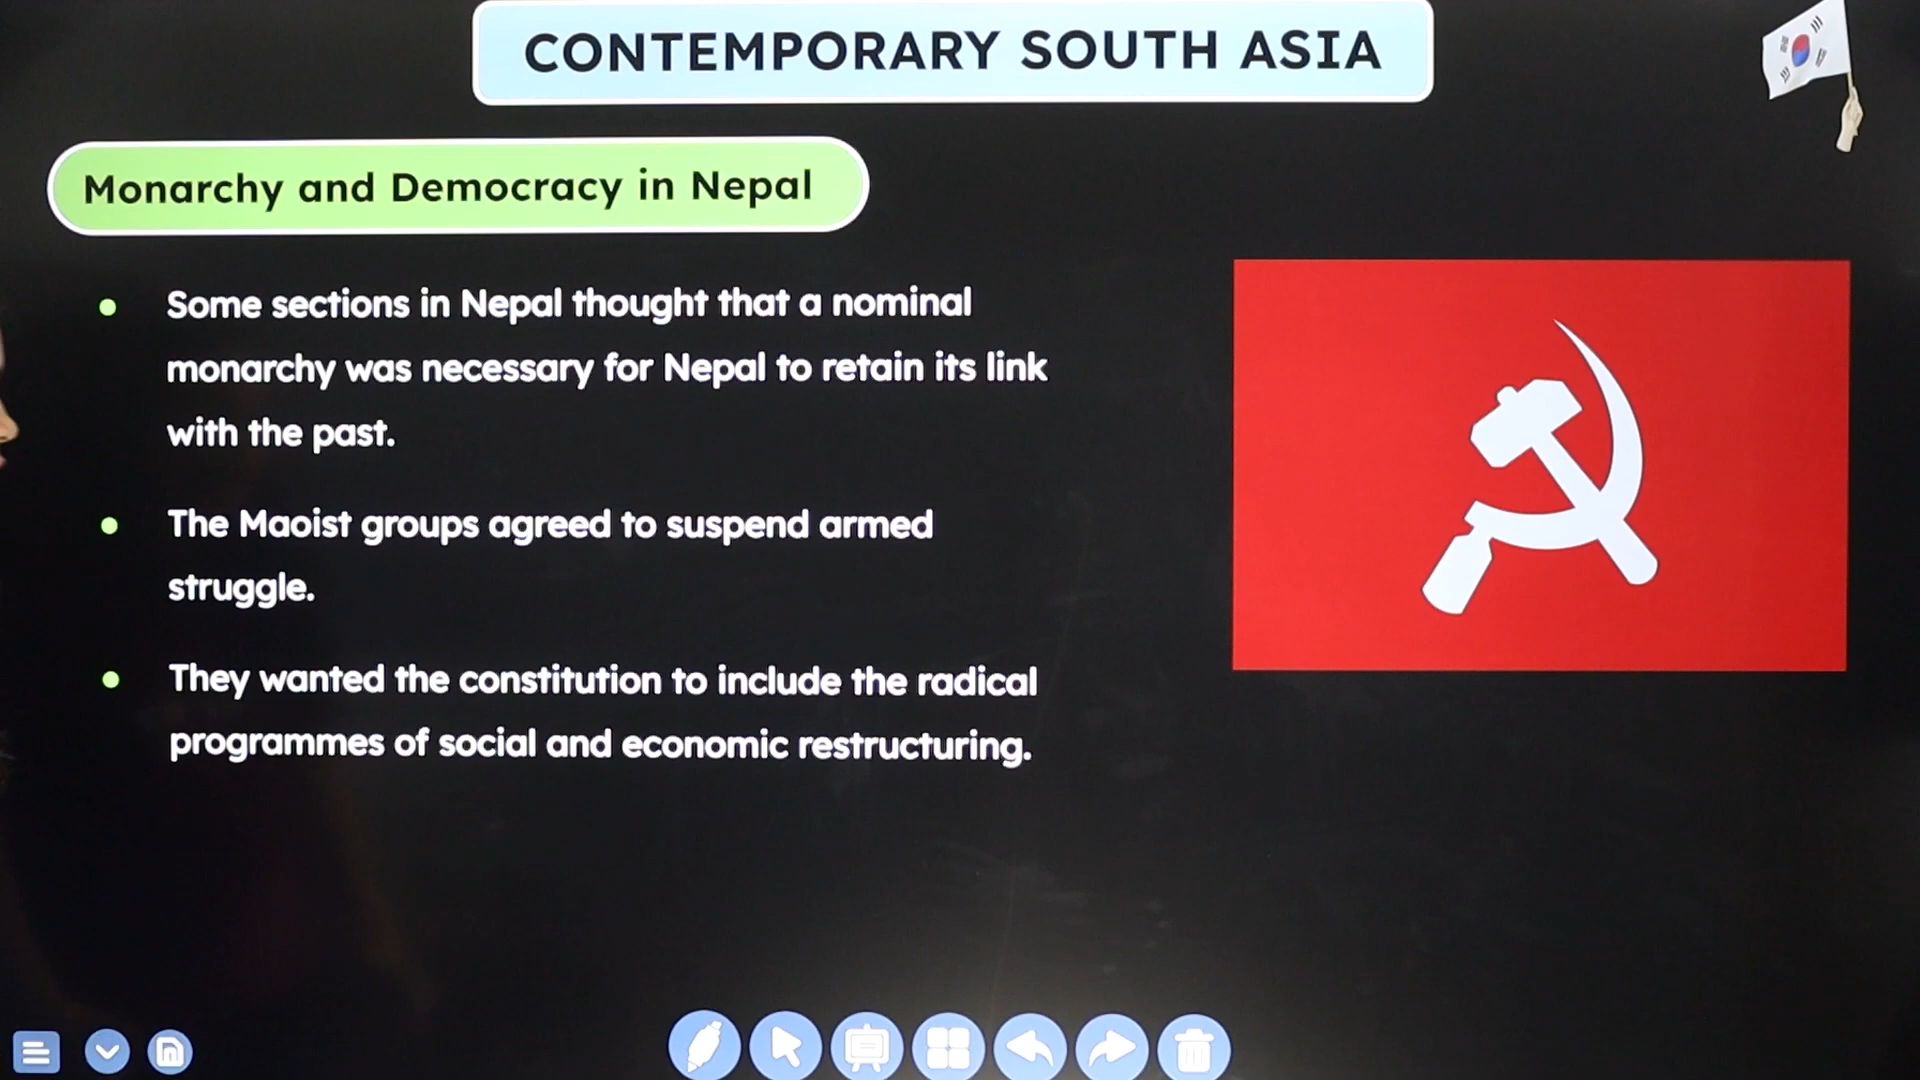 CONTEMPORARY SOUTH ASIA
Monarchy and Democracy in Nepal
Some sections in Nepal thought that a nominal
monarchy was necessary for Nepal to retain its link
with the past.
The Maoist groups agreed to suspend armed
struggle.
They wanted the constitution to include the radical
programmes of social and economic restructuring.